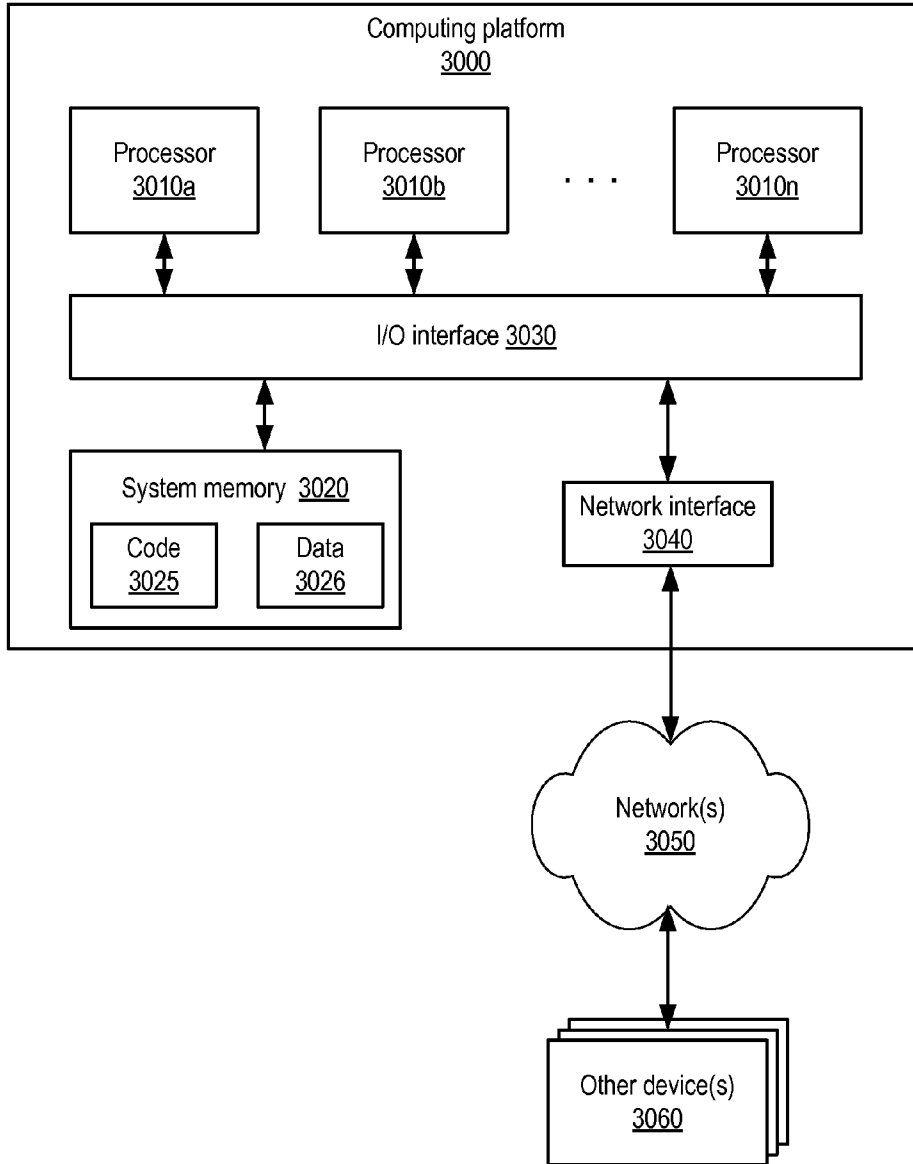 Computing platform
3000
Processor
3010a
Processor
3010b
. . .
Processor
3010n
I/O interface 3030
System memory 3020
Code
3025
Data
3026
Network interface
3040
Network(s)
3050
Other device(s)
3060